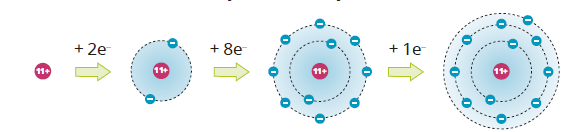 + 2e⁻
+ 8e⁻
+ 1e⁻
11+
11+
11+
11+